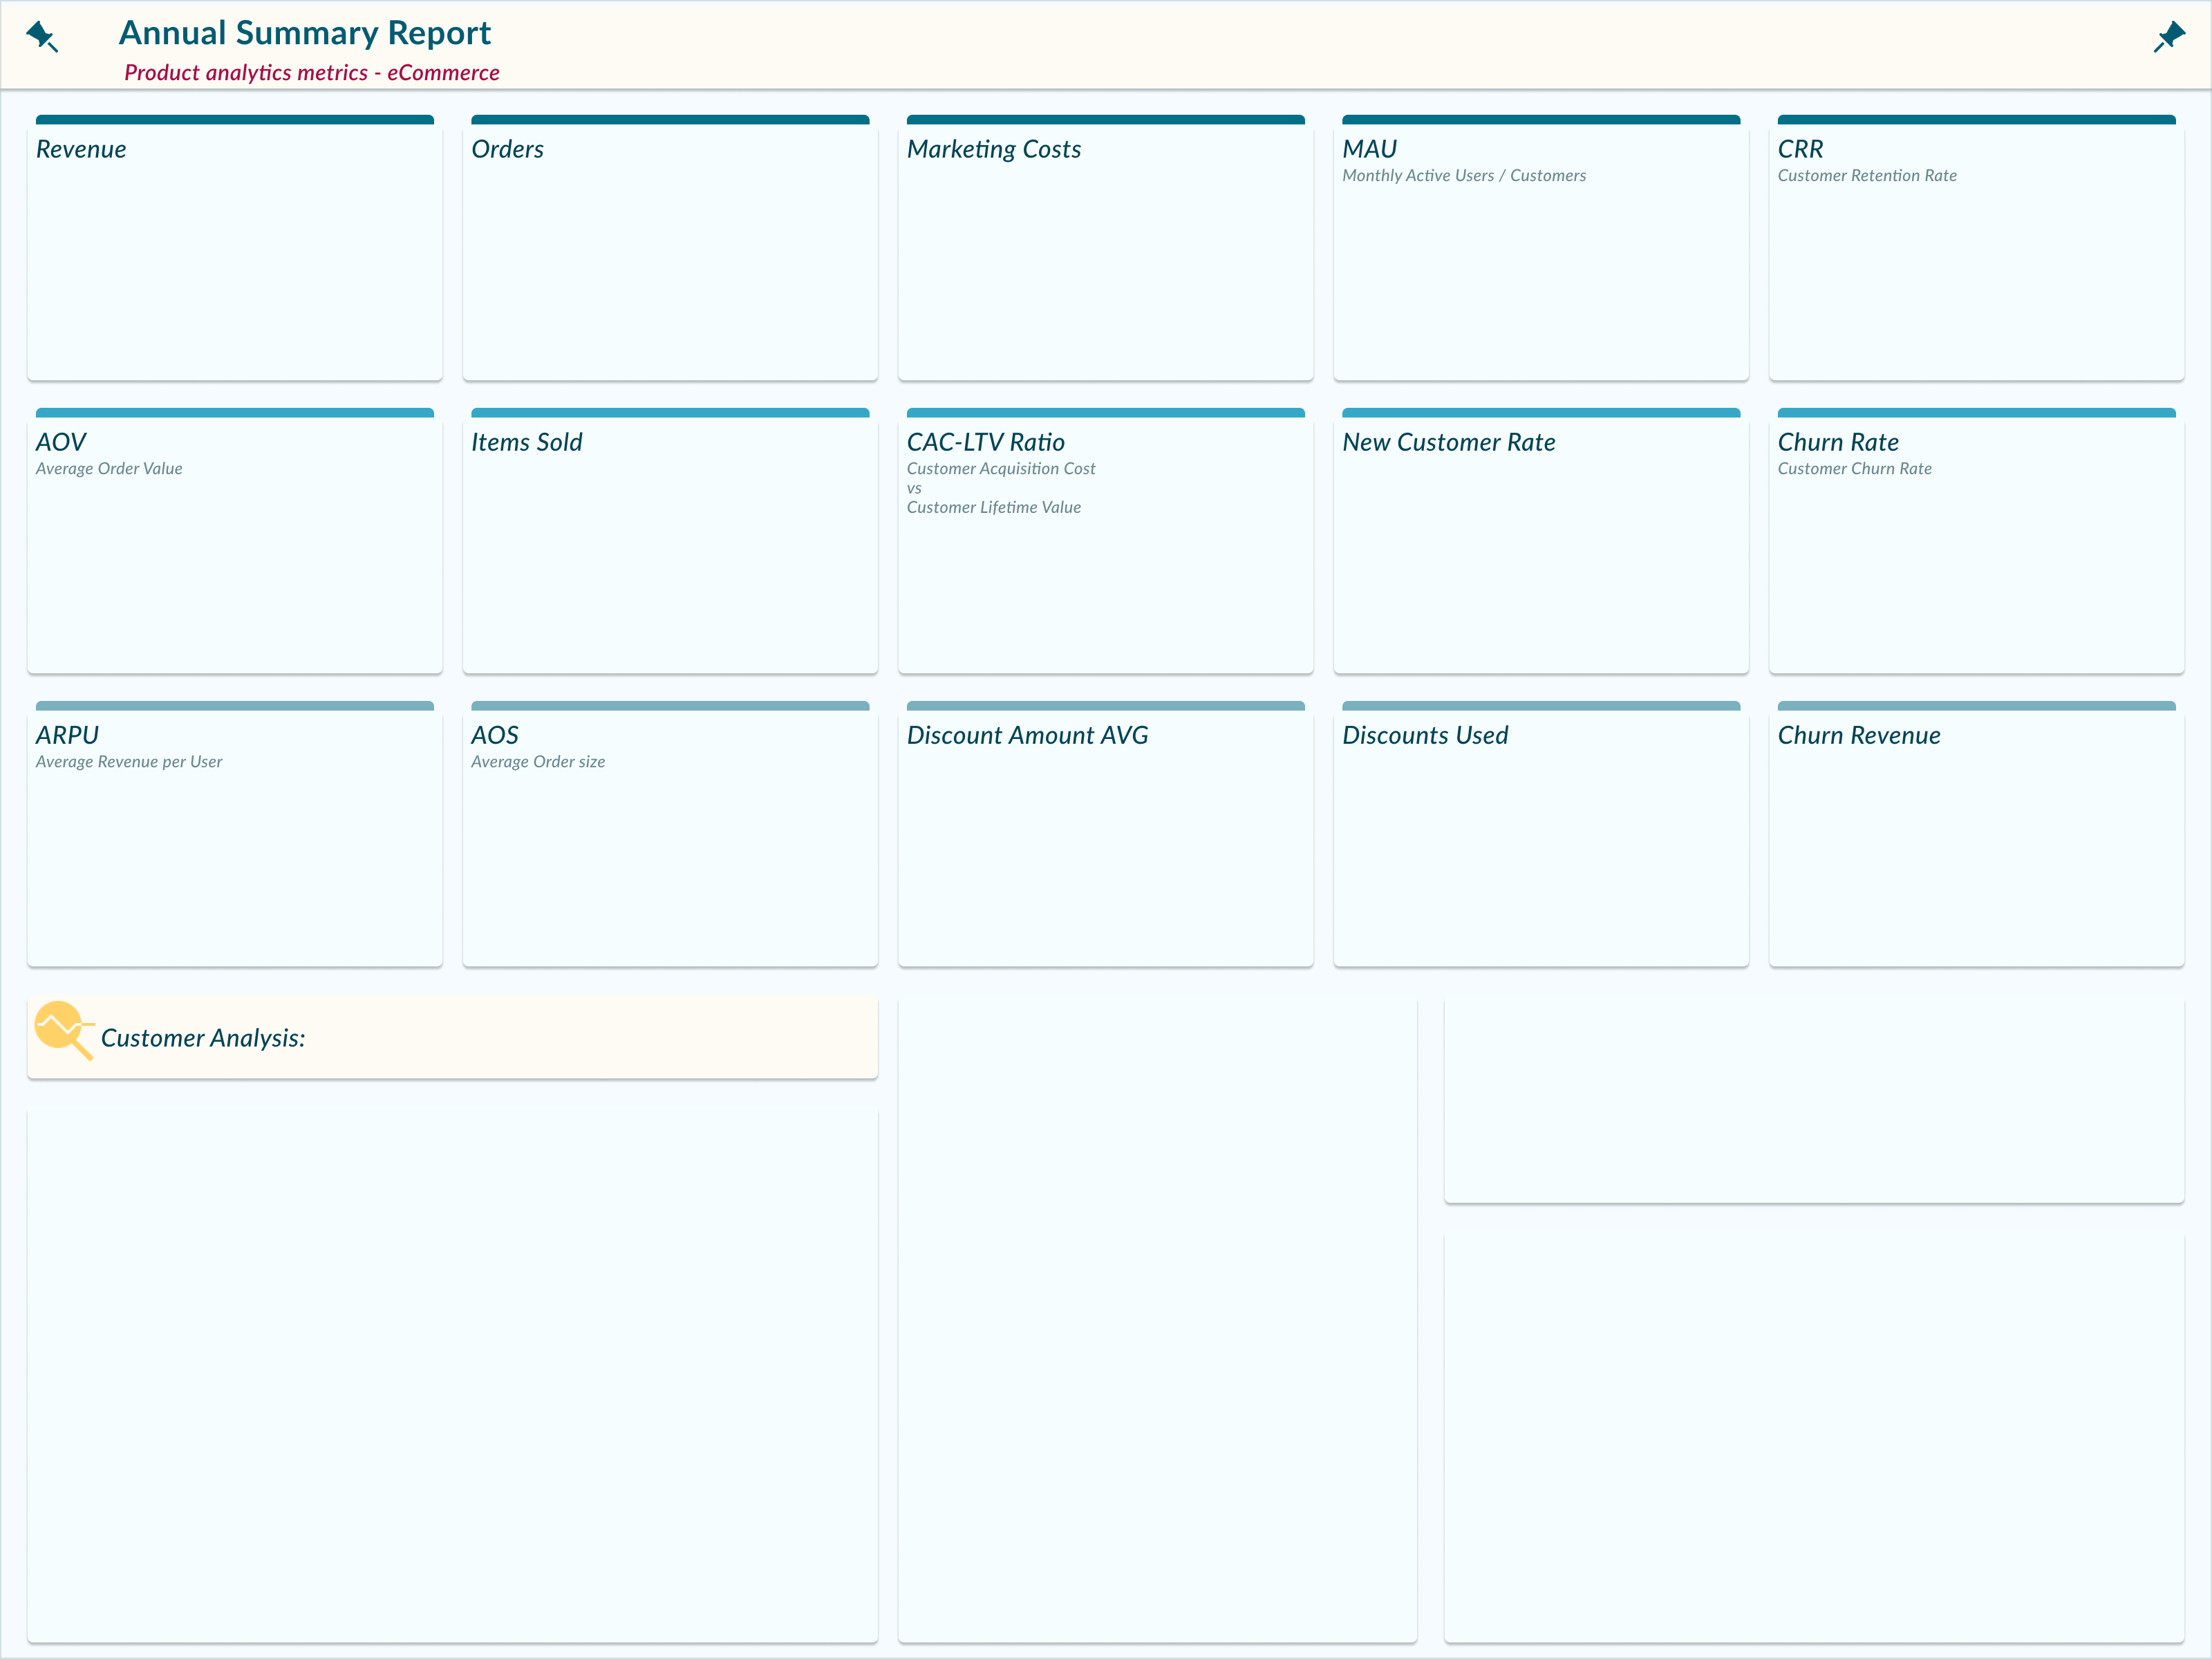 Annual Summary Report
Product analytics metrics - eCommerce
Revenue
Orders
Marketing Costs
MAU
Monthly Active Users / Customers
CRR
Customer Retention Rate
AOV
Average Order Value
Items Sold
CAC-LTV Ratio
Customer Acquisition Cost
vs
Customer Lifetime Value
New Customer Rate
Churn Rate
Customer Churn Rate
ARPU
Average Revenue per User
AOS
Average Order size
Discount Amount AVG
Discounts Used
Churn Revenue
Customer Analysis: